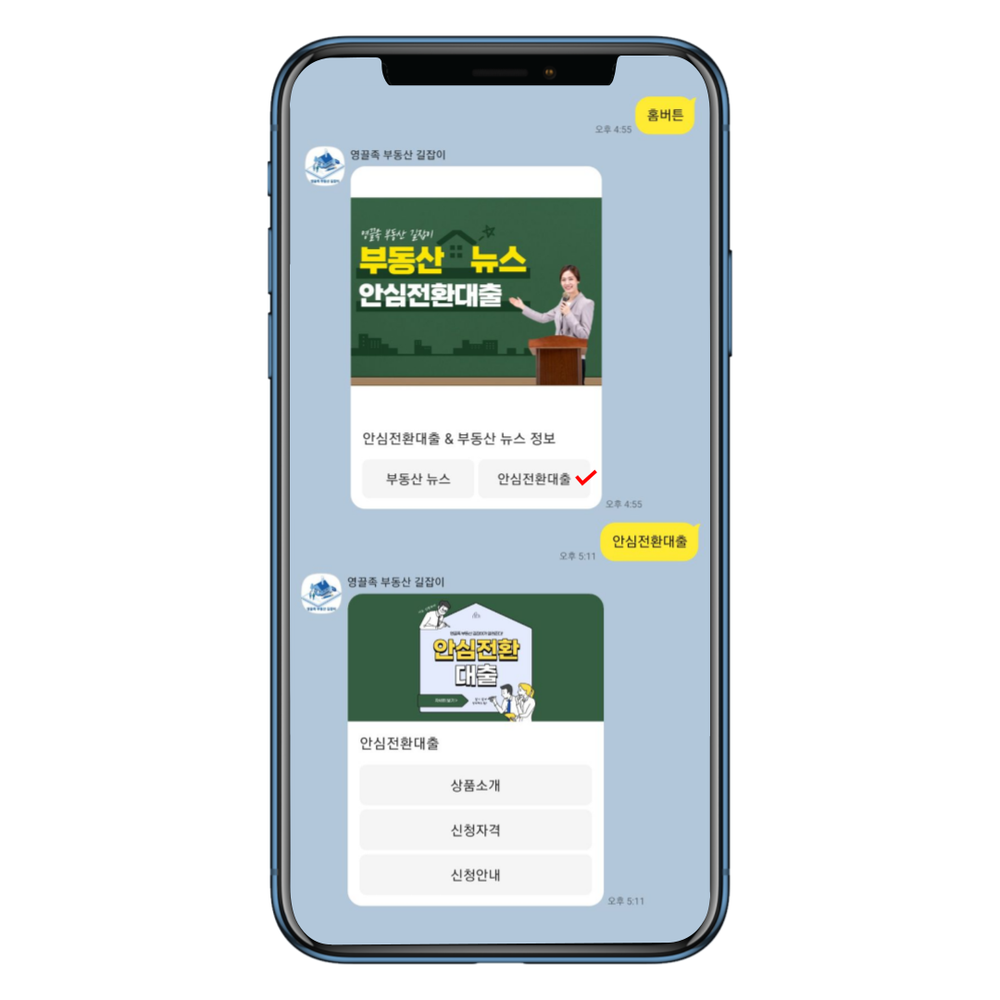 홈버튼
오후 4:55
영끌족 부동산 길잡이
영끌족 부동산 길잡이
부동산 뉴스
안심전환대출
안심전환대출 & 부동산 뉴스 정보
부동산 뉴스
안심전환대출
오후 4:55
안심전환대출
오후 5:11
영끌족 부동산 길잡이
안심전환
대출
안심전환대출
상품소개
신청자격
신청안내
오후 5:11